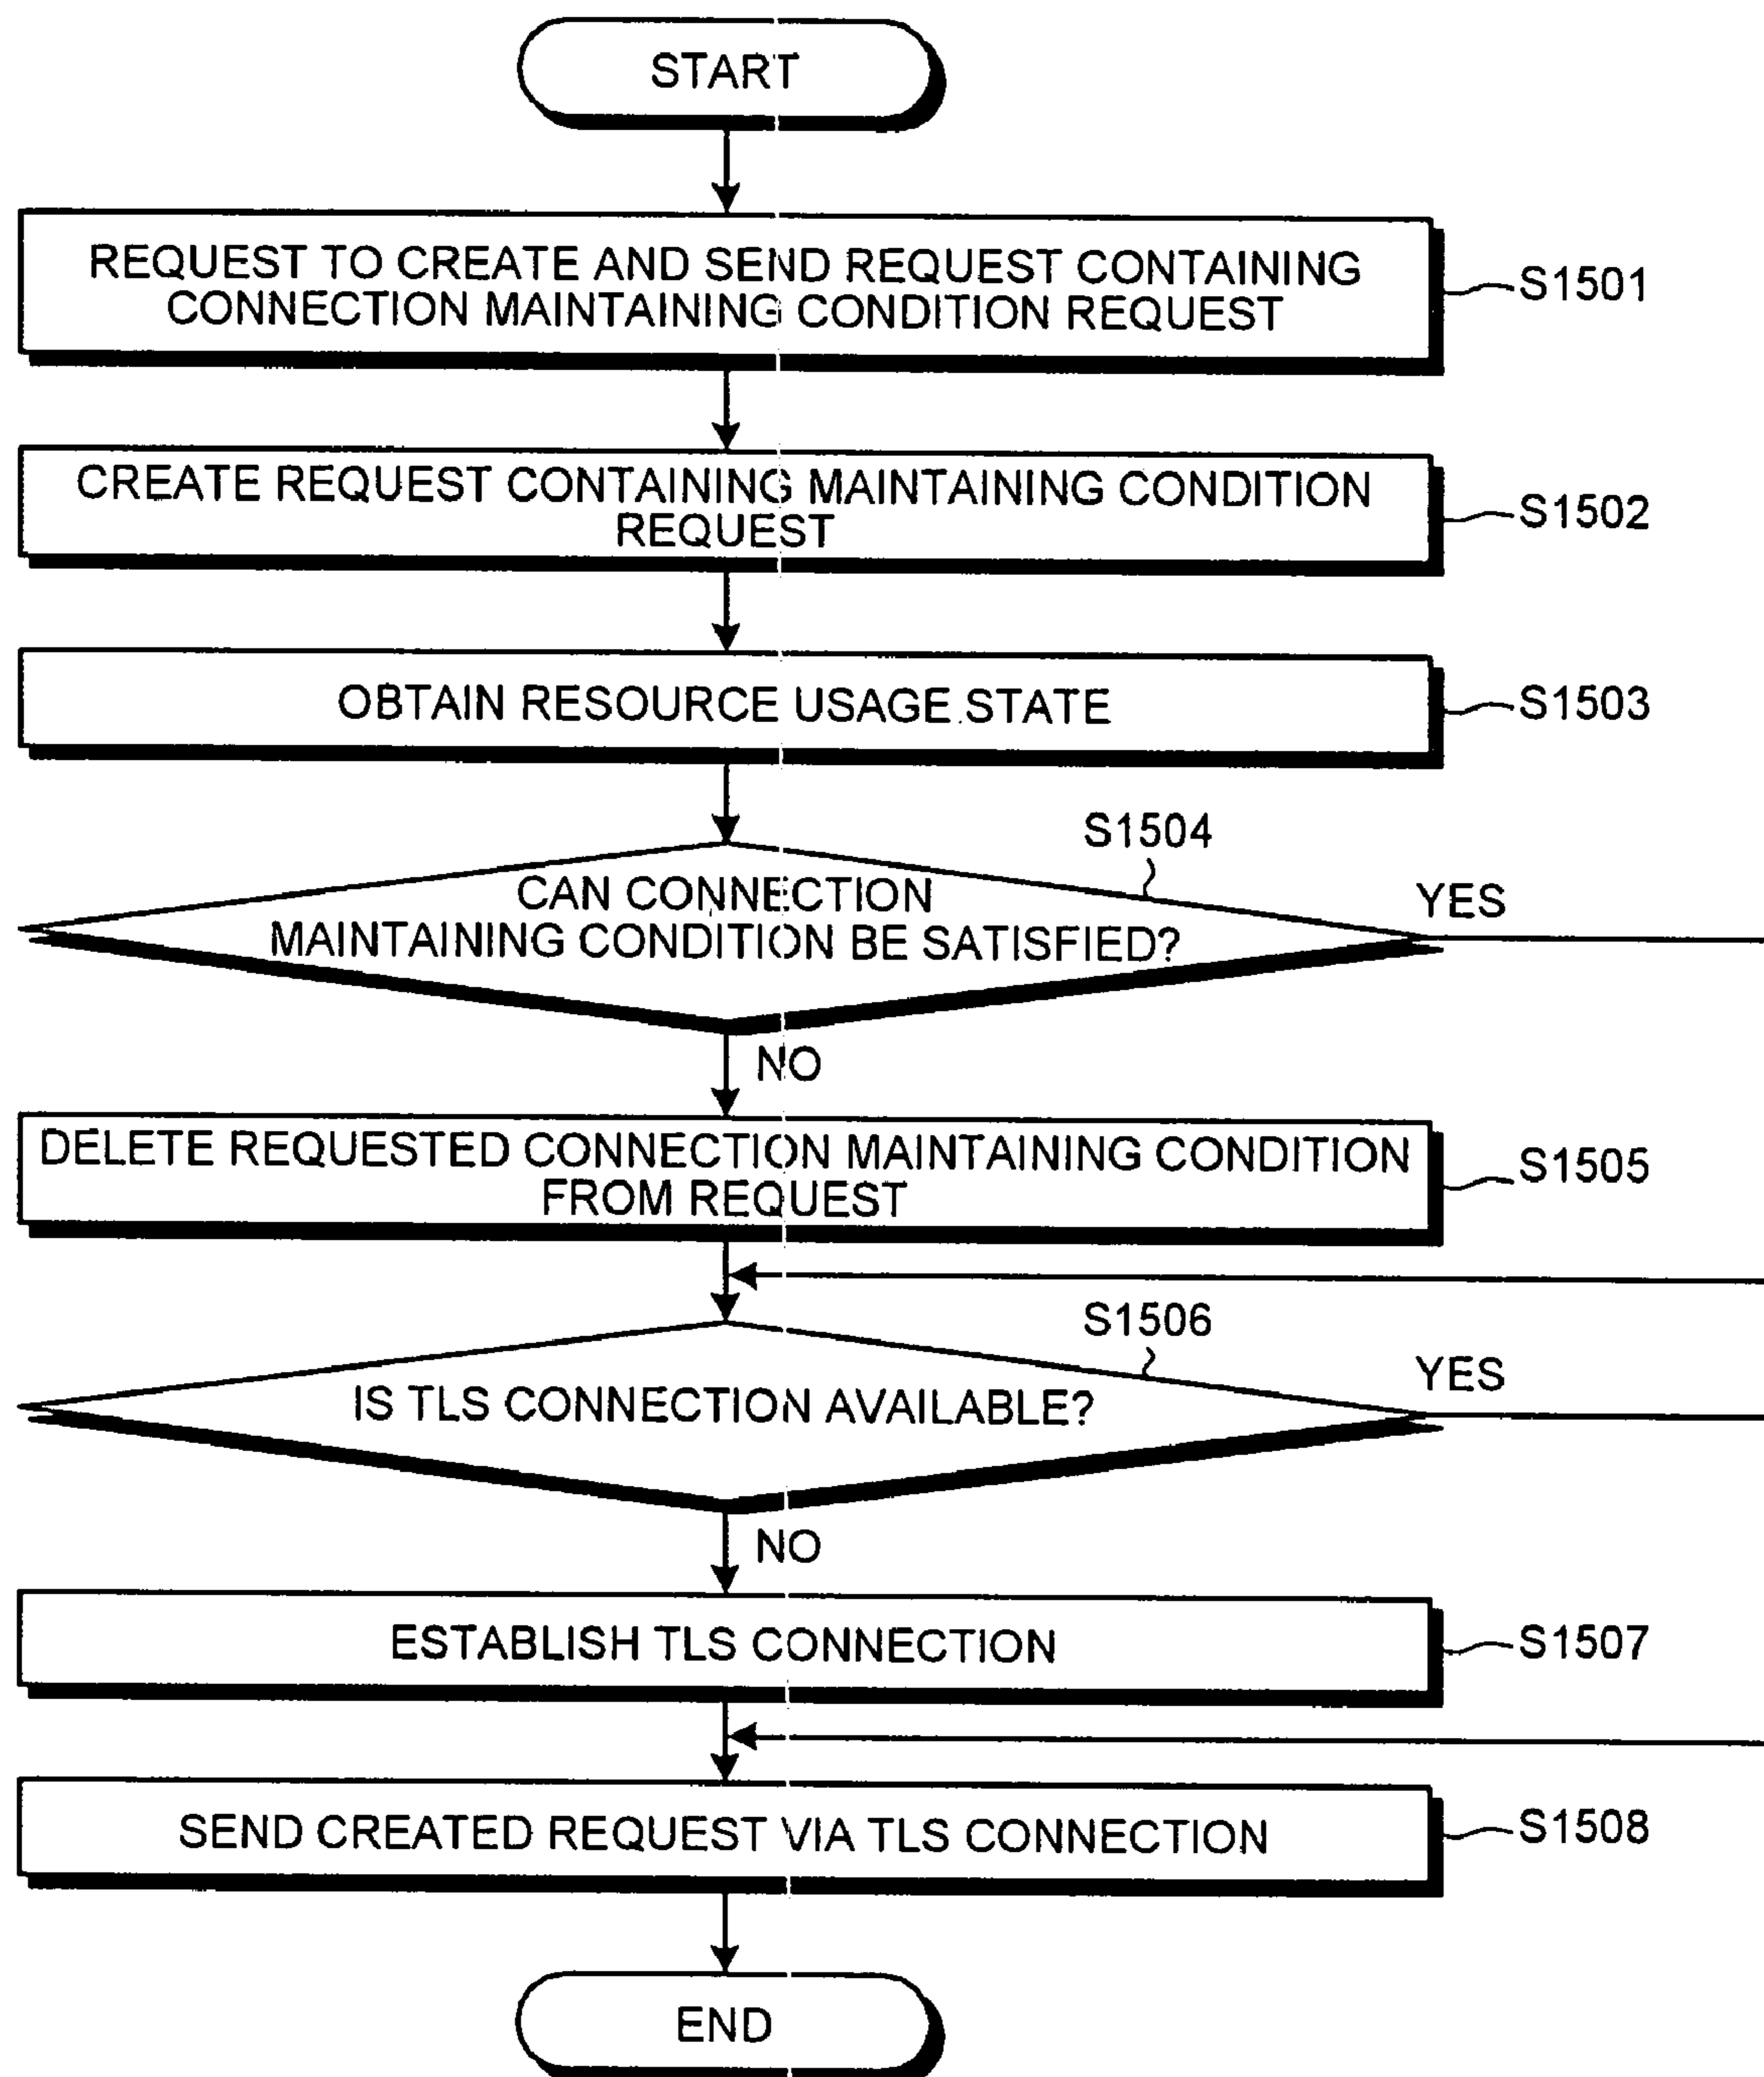 START
REQUEST TO CREATE AND SEND REQUEST CONTAINING
CONNECTION MAINTAINING CONDITION REQUEST
S1501
CREATE REQUEST CONTAINING MAINTAINING CONDITION
REQUEST
S1502
OBTAIN RESOURCE USAGE STATE
S1503
S1504
CAN CONNECTION
MAINTAINING CONDITION BE SATISFIED?
YES
NO
DELETE REQUESTED CONNECTION MAINTAINING CONDITION
FROM REQUEST
S1505
S1506
IS TLS CONNECTION AVAILABLE?
YES
NO
ESTABLISH TLS CONNECTION
S1507
SEND CREATED REQUEST VIA TLS CONNECTION
S1508
END